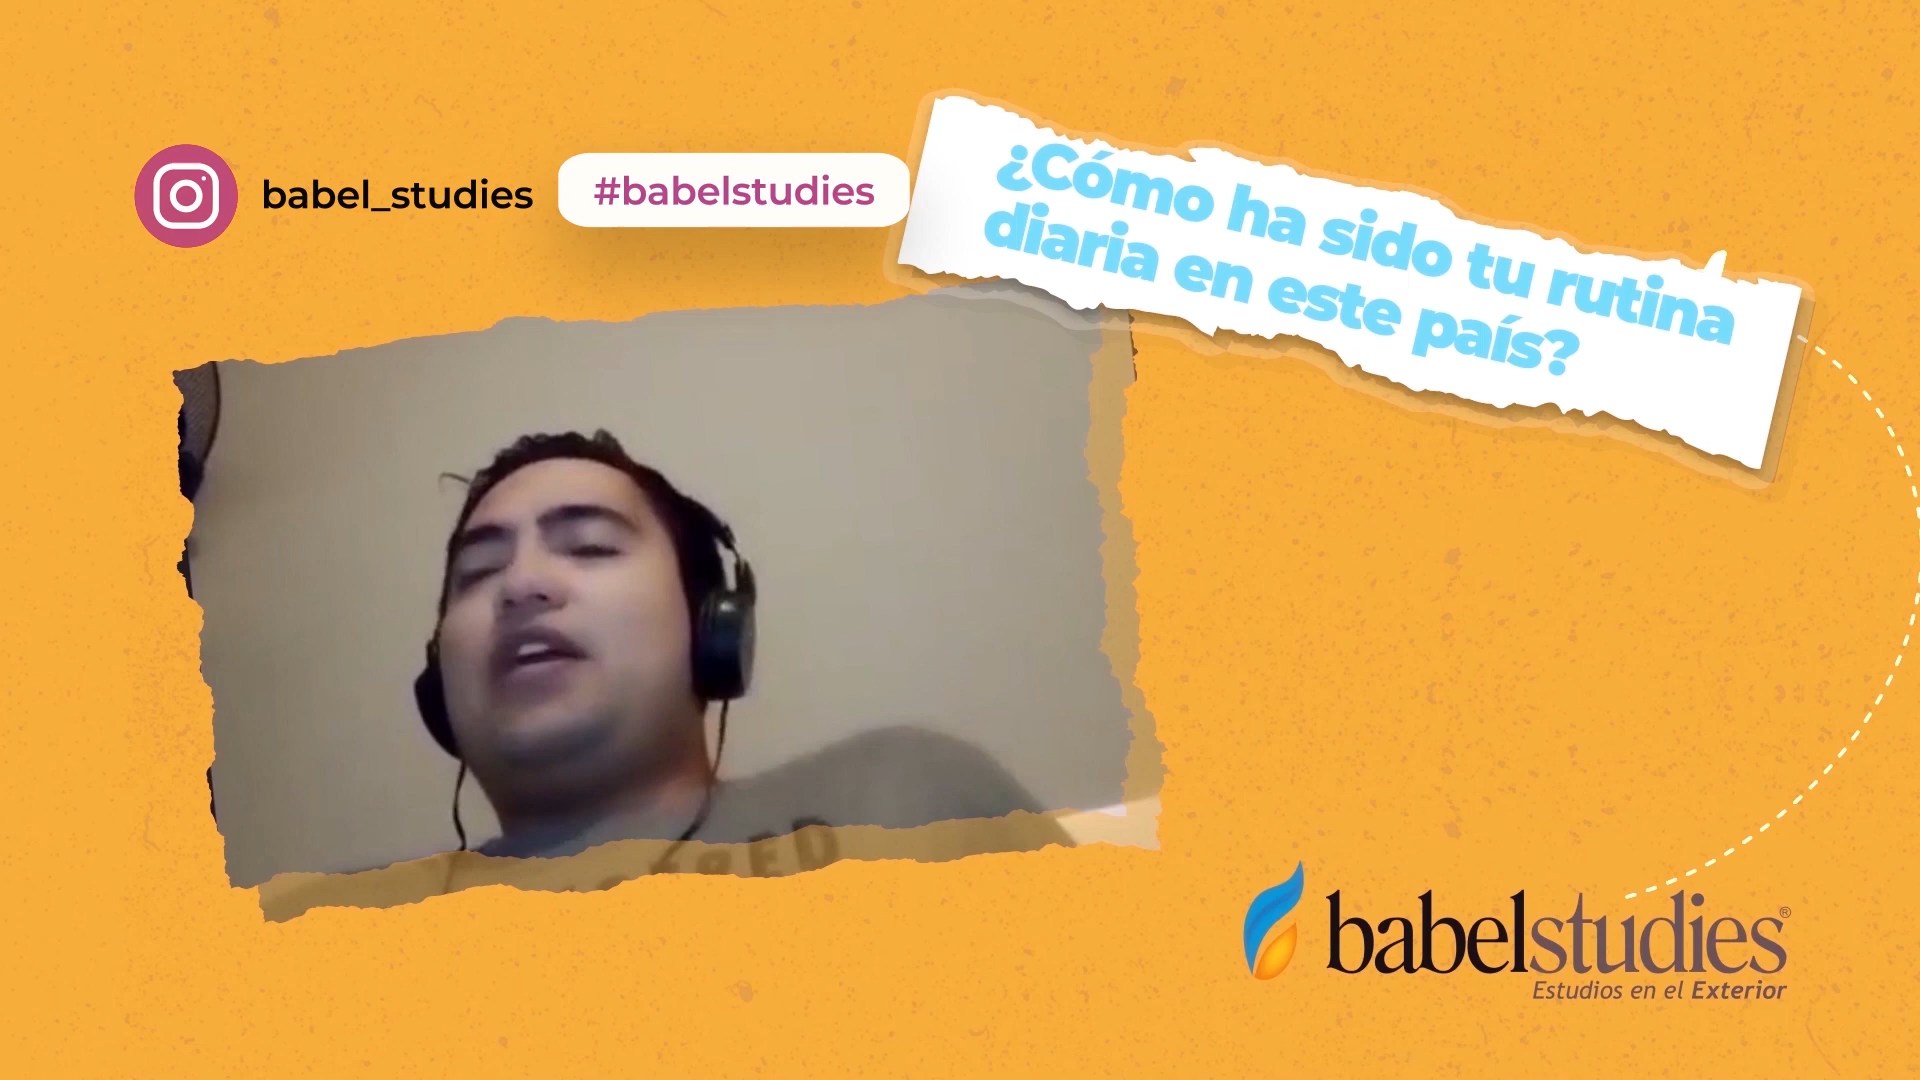 babel_studies
#babelstudies
¿Cómo ha sido tu rutina
diaria en este país?
babelstudies®
Estudios en el Exterior